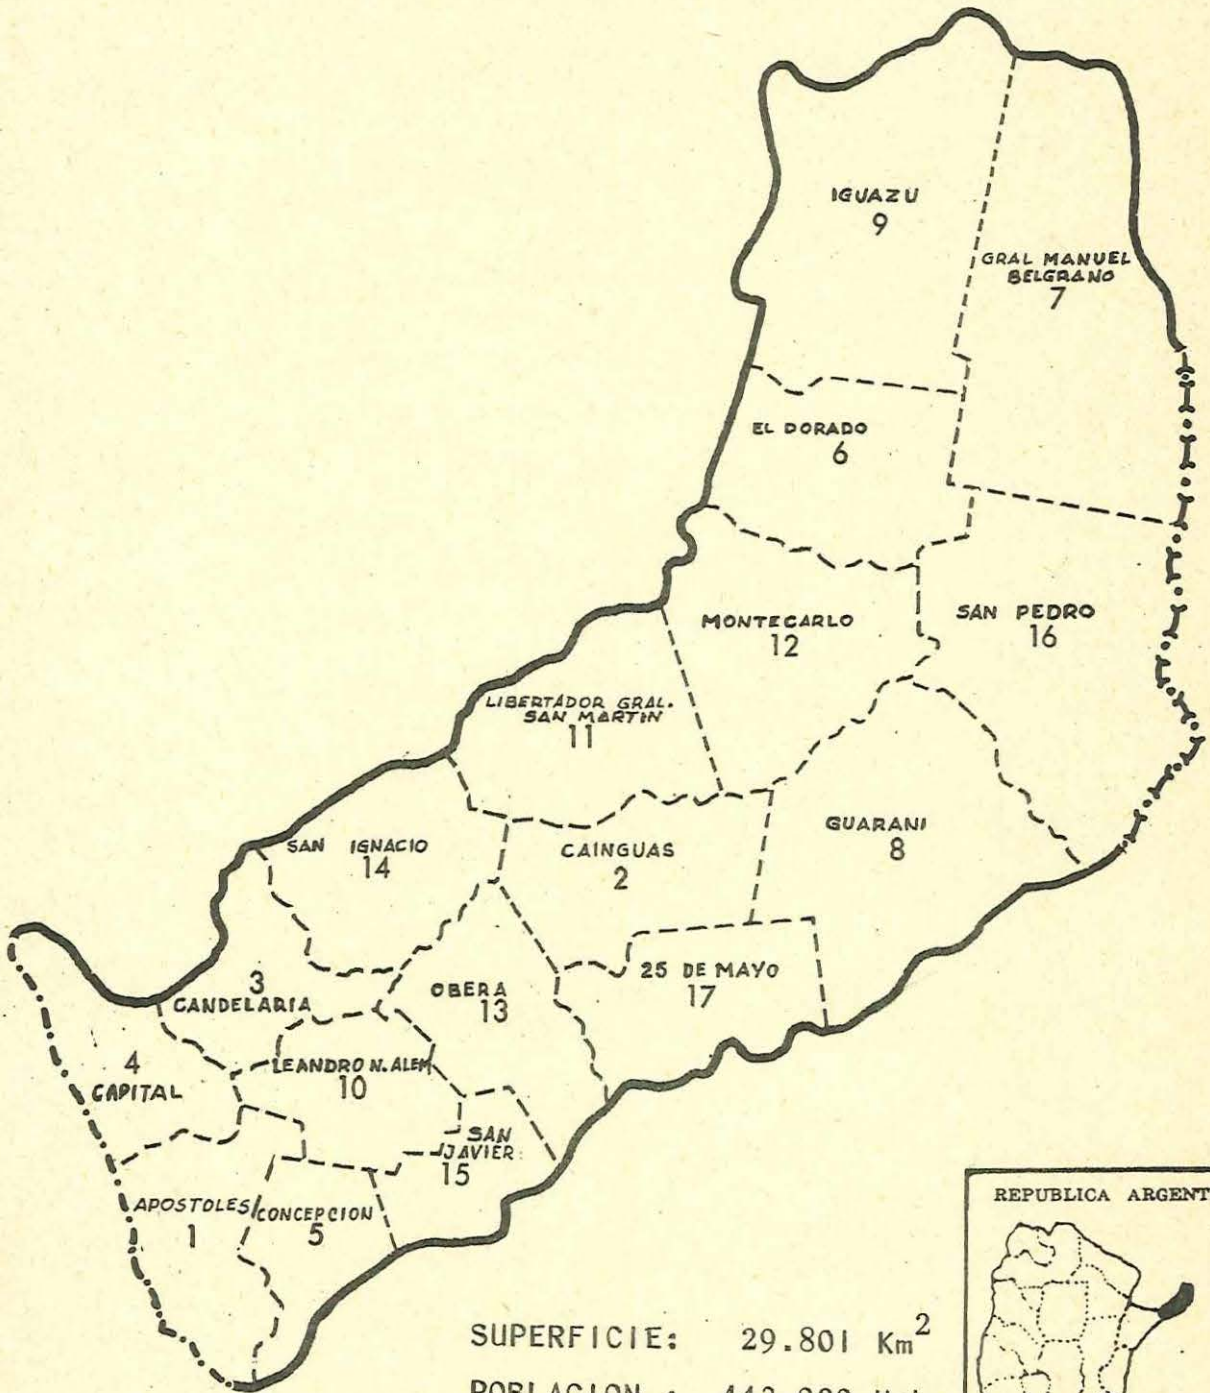 IGUAZU
9
GRAL MANUEL
BELGRANO
7
EL DORADO
6
MONTECARLO
12
SAN PEDRO
16
LIBERTADOR GRAL.
SAN MARTIN
11
SAN IGNACIO
14
CAINGUAS
2
GUARANI
8
3
CANDELARIA
OBERA
13
25 DE MAYO
17
4
CAPITAL
LEANDRO N. ALEM
10
SAN
JAVIER
15
APOSTOLES
1
CONCEPCION
5
REPUBLICA ARGENT
SUPERFICIE: 29.801 Km²
POBLACION :